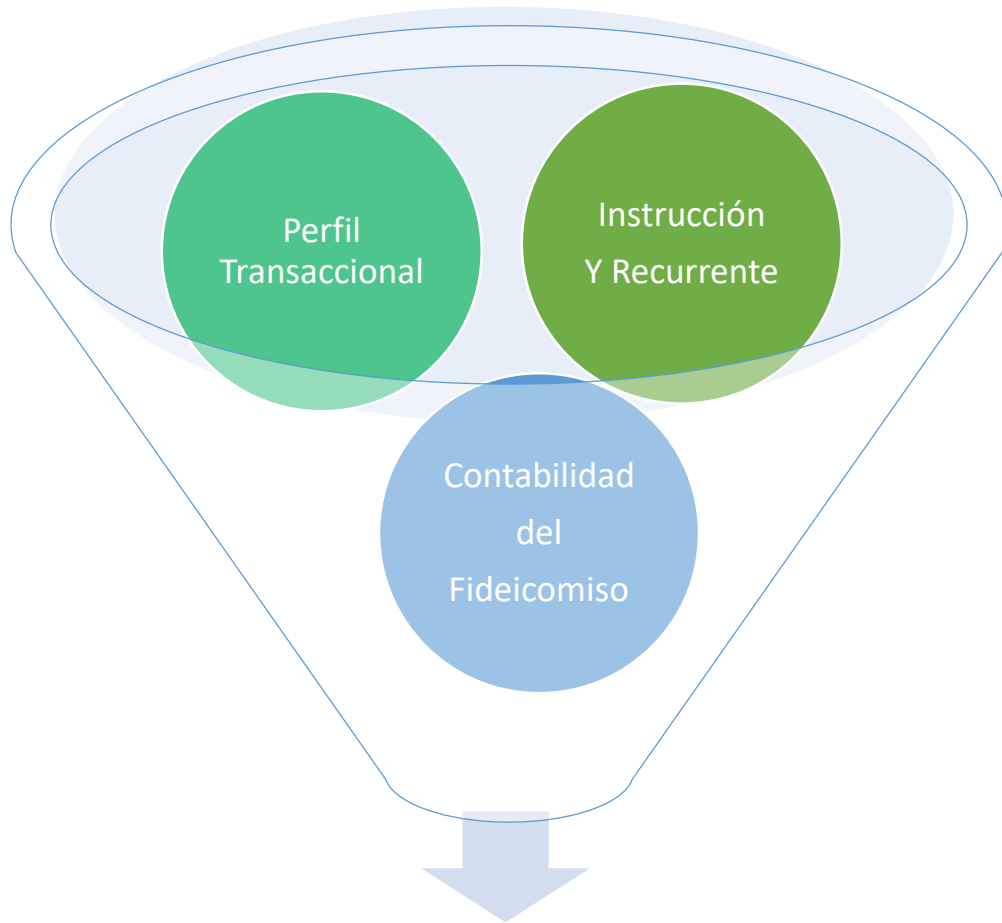 Perfil
Transaccional
Instrucción
Y Recurrente
Contabilidad
del
Fideicomiso